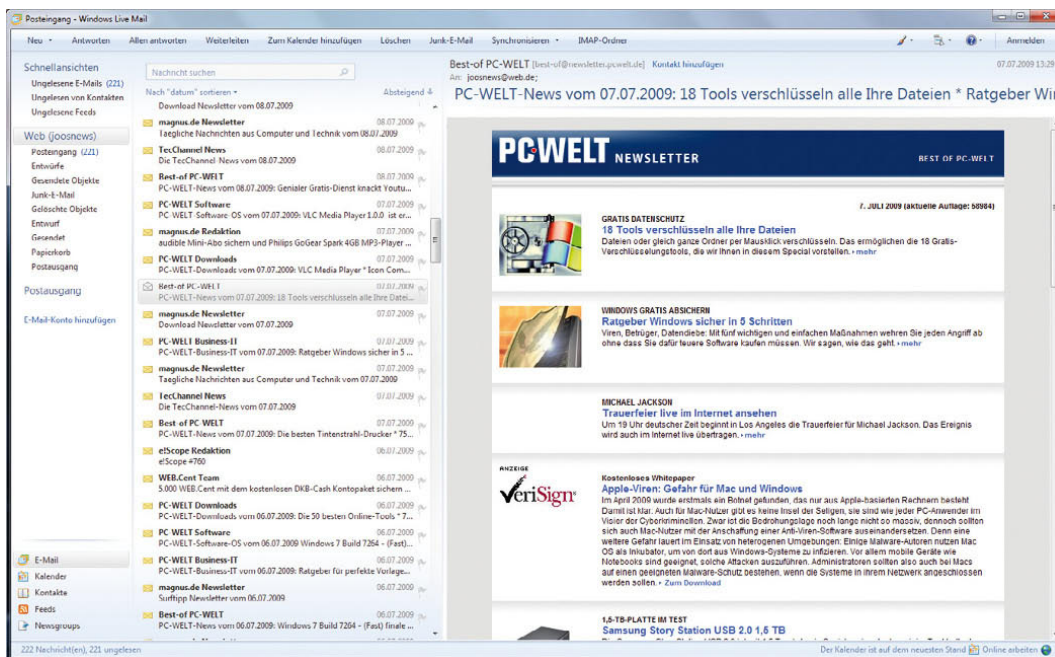 Posteingang - Windows Live Mail
Neu Antworten Allen antworten Weiterleiten Zum Kalender hinzufügen Löschen Junk-E-Mail Synchronisieren IMAP-Ordner Anmelden
Schnellansichten
Ungelesene E-Mails (221)
Ungelesen von Kontakten
Ungelesene Feeds
Web (joosnews)
Posteingang (221)
Entwürfe
Gesendete Objekte
Junk-E-Mail
Gelöschte Objekte
Entwurf
Gesendet
Papierkorb
Postausgang
Postausgang
E-Mail-Konto hinzufügen
E-Mail
Kalender
Kontakte
Feeds
Newsgroups
Nachricht suchen
Nach "datum" sortieren Absteigend
Download Newsletter vom 08.07.2009
magnus.de Newsletter 08.07.2009
Taegliche Nachrichten aus Computer und Technik vom 08.07.2009
TecChannel News 08.07.2009
Die TecChannel-News vom 08.07.2009
Best-of PC-WELT 08.07.2009
PC-WELT-News vom 08.07.2009: Genialer Gratis-Dienst knackt Youtu...
PC-WELT Software 07.07.2009
PC-WELT-Software-OS vom 07.07.2009: VLC Media Player 1.0.0 ist er...
magnus.de Redaktion 07.07.2009
audible Mini-Abo sichern und Philips GoGear Spark 4GB MP3-Player ...
PC-WELT Downloads 07.07.2009
PC-WELT-Downloads vom 07.07.2009: VLC Media Player * Icon Com...
Best-of PC-WELT 07.07.2009
PC-WELT-News vom 07.07.2009: 18 Tools verschlüsseln alle Ihre Datei...
magnus.de Newsletter 07.07.2009
Download Newsletter vom 07.07.2009
PC-WELT Business-IT 07.07.2009
PC-WELT-Business-IT vom 07.07.2009: Ratgeber Windows sicher in 5 ...
magnus.de Newsletter 07.07.2009
Taegliche Nachrichten aus Computer und Technik vom 07.07.2009
TecChannel News 07.07.2009
Die TecChannel-News vom 07.07.2009
Best-of PC-WELT 07.07.2009
PC-WELT-News vom 07.07.2009: Die besten Tintenstrahl-Drucker * 75...
e!Scope Redaktion 06.07.2009
e!Scope #760
WEB.Cent Team 06.07.2009
5.000 WEB.Cent mit dem kostenlosen DKB-Cash Kontopaket sichern ...
PC-WELT Downloads 06.07.2009
PC-WELT-Downloads vom 06.07.2009: Die 50 besten Online-Tools * 7...
PC-WELT Software 06.07.2009
PC-WELT-Software-OS vom 06.07.2009 Windows 7 Build 7264 - (Fast)...
PC-WELT Business-IT 06.07.2009
PC-WELT-Business-IT vom 06.07.2009: Ratgeber für perfekte Vorlage...
magnus.de Newsletter 06.07.2009
Surftipp Newsletter vom 06.07.2009
Best-of PC-WELT 06.07.2009
PC-WELT-News vom 06.07.2009: Windows 7 Build 7264 - (Fast) finale ...
Best-of PC-WELT [best-of@newsletter.pcwelt.de] Kontakt hinzufügen 07.07.2009 13:29
An: joosnews@web.de;
PC-WELT-News vom 07.07.2009: 18 Tools verschlüsseln alle Ihre Dateien * Ratgeber Win
PCWELT NEWSLETTER BEST OF PC-WELT
7. JULI 2009 (aktuelle Auflage: 58984)
GRATIS DATENSCHUTZ
18 Tools verschlüsseln alle Ihre Dateien
Dateien oder gleich ganze Ordner per Mausklick verschlüsseln. Das ermöglichen die 18 Gratis-
Verschlüsselungstools, die wir Ihnen in diesem Special vorstellen. mehr
WINDOWS GRATIS ABSICHERN
Ratgeber Windows sicher in 5 Schritten
Viren, Betrüger, Datendiebe: Mit fünf wichtigen und einfachen Maßnahmen wehren Sie jeden Angriff ab
ohne dass Sie dafür teuere Software kaufen müssen. Wir sagen, wie das geht. mehr
MICHAEL JACKSON
Trauerfeier live im Internet ansehen
Um 19 Uhr deutscher Zeit beginnt in Los Angeles die Trauerfeier für Michael Jackson. Das Ereignis
wird auch im Internet live übertragen. mehr
ANZEIGE
VeriSign
Kostenloses Whitepaper
Apple-Viren: Gefahr für Mac und Windows
Im April 2009 wurde erstmals ein Botnet gefunden, das nur aus Apple-basierten Rechnern besteht
Damit ist klar: Auch für Mac-Nutzer gibt es keine Insel der Seligen, sie sind wie jeder PC-Anwender im
Visier der Cyberkriminellen. Zwar ist die Bedrohungslage noch lange nicht so massiv, dennoch sollten
sich auch Mac-Nutzer mit der Anschaffung einer Anti-Viren-Software auseinandersetzen. Denn eine
weitere Gefahr lauert im Einsatz von heterogenen Umgebungen: Einige Malware-Autoren nutzen Mac
OS als Inkubator, um von dort aus Windows-Systeme zu infizieren. Vor allem mobile Geräte wie
Notebooks sind geeignet, solche Attacken auszuführen. Administratoren sollten also auch bei Macs
auf einen geeigneten Malware-Schutz bestehen, wenn die Systeme in ihrem Netzwerk angeschlossen
werden sollen. Zum Download
1,5-TB-PLATTE IM TEST
Samsung Story Station USB 2.0 1,5 TB
222 Nachricht(en), 221 ungelesen
Der Kalender ist auf dem neuesten Stand Online arbeiten